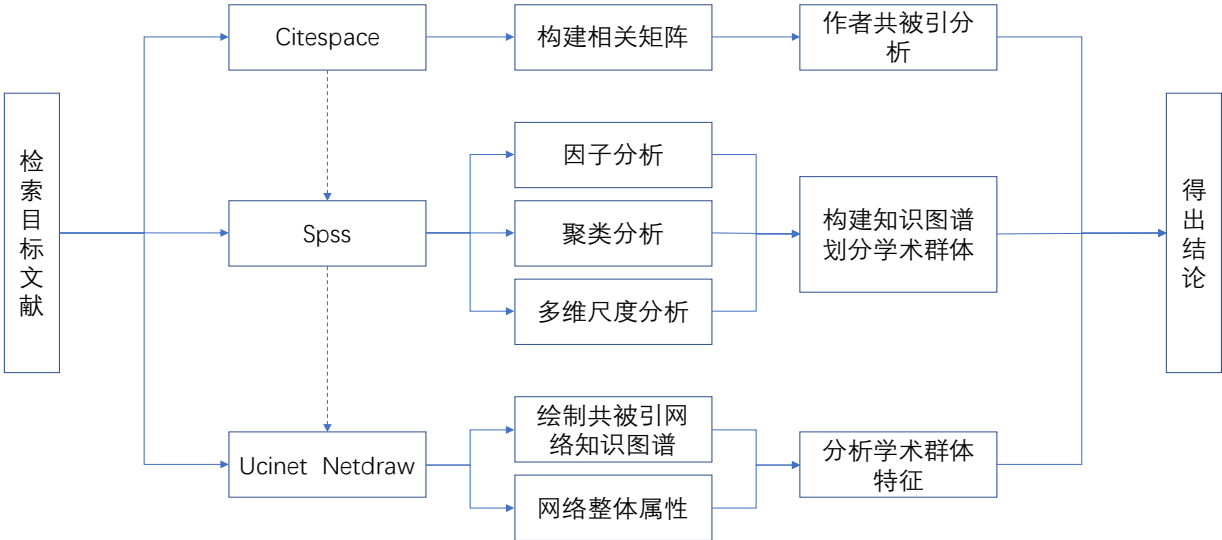 检索目标文献
Citespace
构建相关矩阵
作者共被引分
析
Spss
因子分析
聚类分析
多维尺度分析
构建知识图谱
划分学术群体
Ucinet Netdraw
绘制共被引网
络知识图谱
网络整体属性
分析学术群体
特征
得出结论